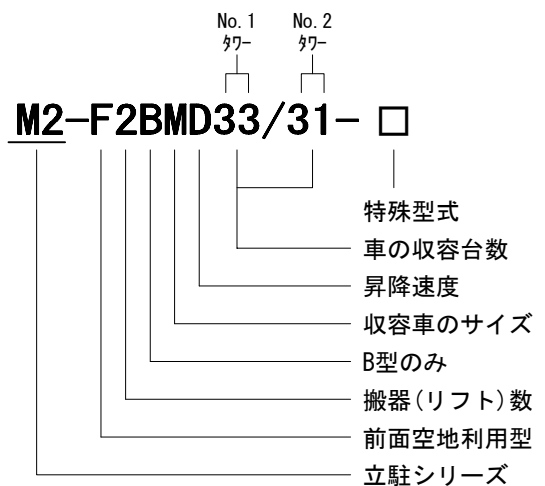 No.1 No.2
ﾀﾜｰ ﾀﾜｰ
M2-F2BMD33/31-□
特殊型式
車の収容台数
昇降速度
収容車のサイズ
B型のみ
搬器(リフト)数
前面空地利用型
立駐シリーズ